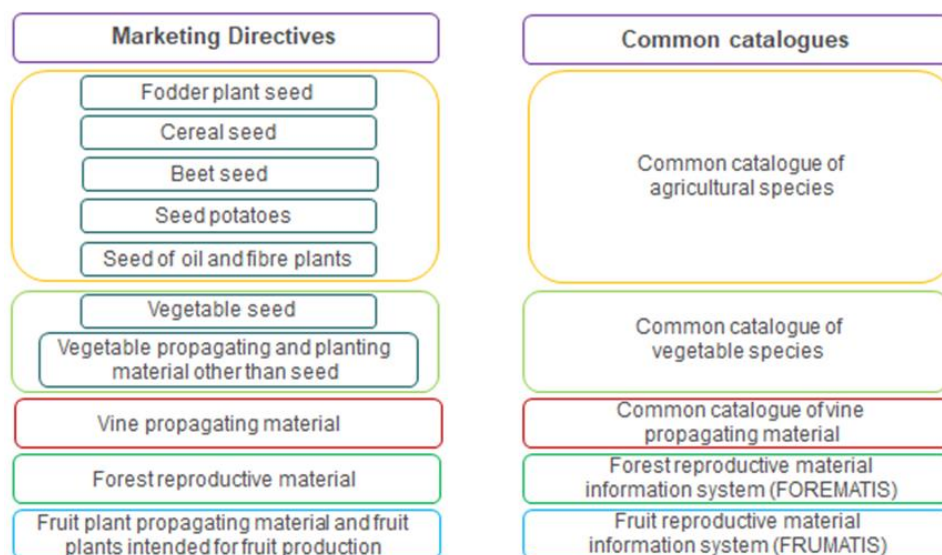 Marketing Directives
Fodder plant seed
Cereal seed
Beet seed
Seed potatoes
Seed of oil and fibre plants
Vegetable seed
Vegetable propagating and planting
material other than seed
Vine propagating material
Forest reproductive material
Fruit plant propagating material and fruit
plants intended for fruit production
Common catalogues
Common catalogue of
agricultural species
Common catalogue of
vegetable species
Common catalogue of vine
propagating material
Forest reproductive material
information system (FOREMATIS)
Fruit reproductive material
information system (FRUMATIS)